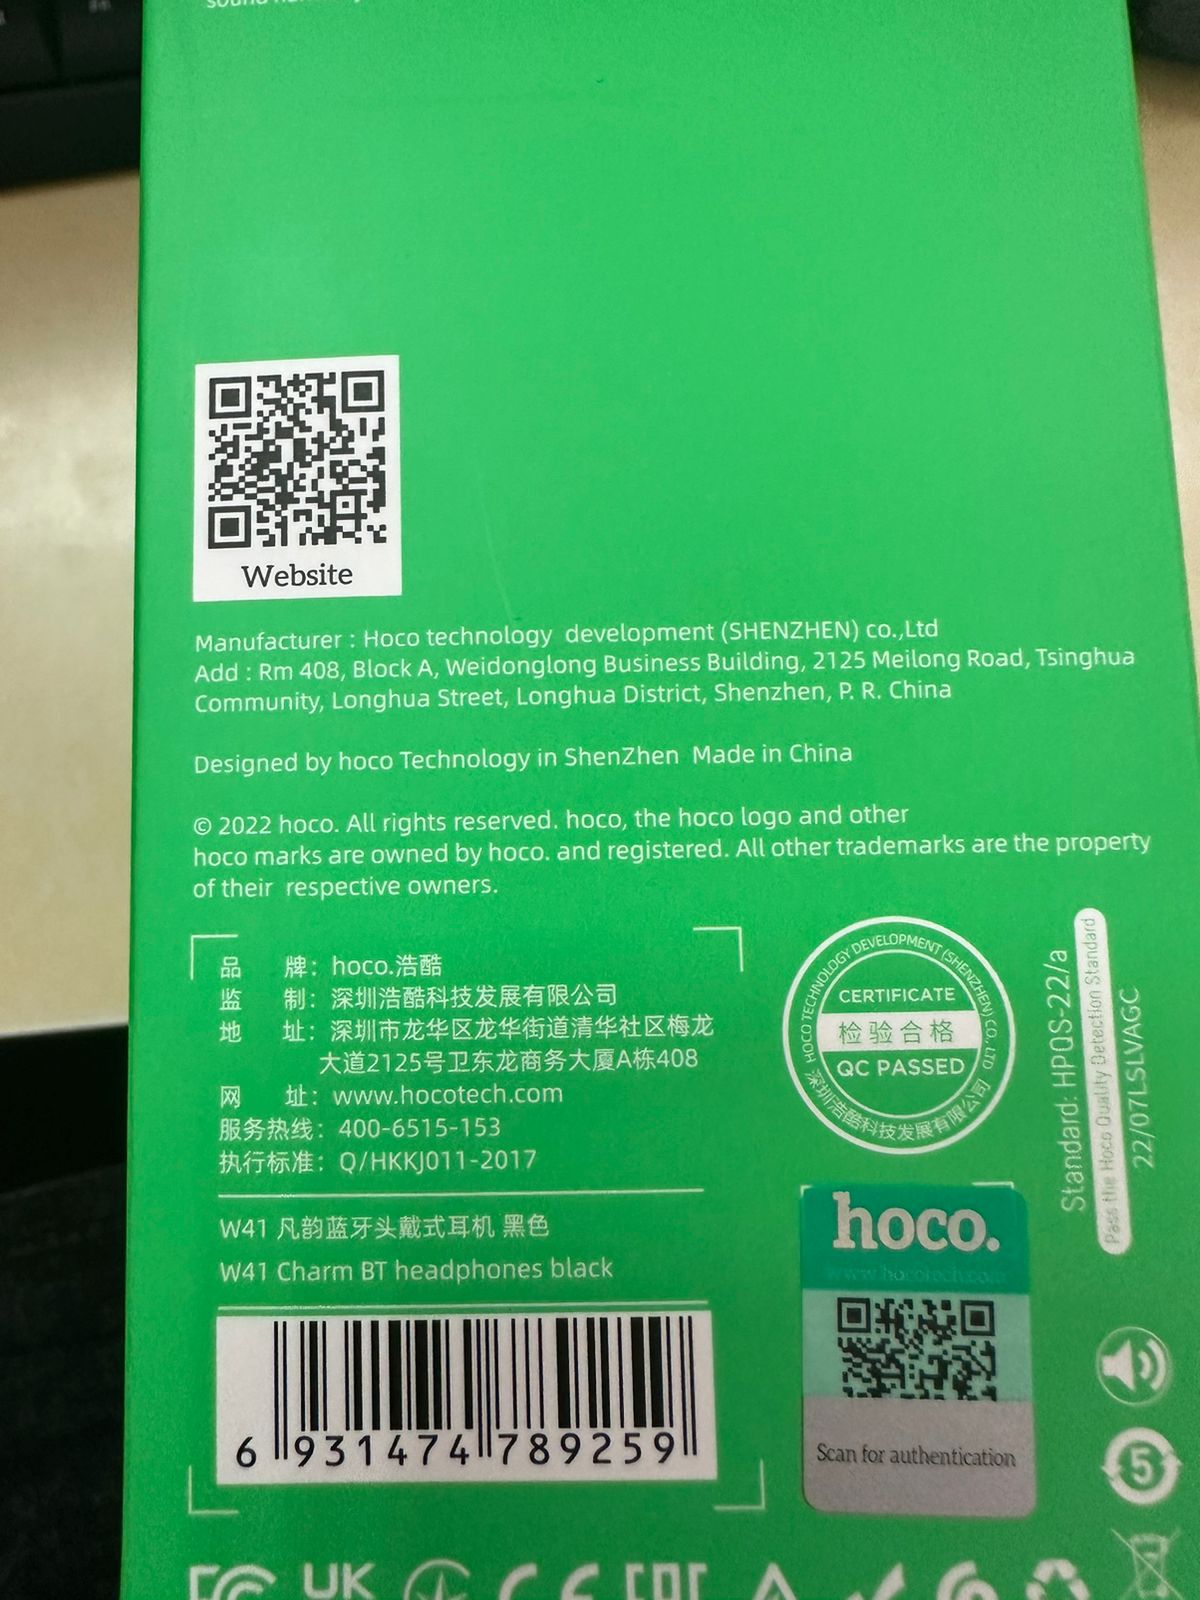 Website
Manufacturer : Hoco technology development (SHENZHEN) co.,Ltd
Add : Rm 408, Block A, Weidonglong Business Building, 2125 Meilong Road, Tsinghua
Community, Longhua Street, Longhua District, Shenzhen, P. R. China
Designed by hoco Technology in ShenZhen Made in China
© 2022 hoco. All rights reserved. hoco, the hoco logo and other
hoco marks are owned by hoco. and registered. All other trademarks are the property
of their respective owners.
品 牌：hoco.浩酷
监 制：深圳浩酷科技发展有限公司
地 址：深圳市龙华区龙华街道清华社区梅龙
大道2125号卫东龙商务大厦A栋408
网 址：www.hocotech.com
服务热线：400-6515-153
执行标准：Q/HKKJ011-2017
W41 凡韵蓝牙头戴式耳机 黑色
W41 Charm BT headphones black
6 931474 789259
HOCO TECHNOLOGY DEVELOPMENT (SHENZHEN) CO., LTD
CERTIFICATE
检验合格
QC PASSED
深圳浩酷科技发展有限公司
Standard: HPQS-22/a
Pass the Hoco Quality Detection Standard
22/07LSLVAGC
hoco.
www.hocotech.com
Scan for authentication
5
FC
UK
CE
EAC